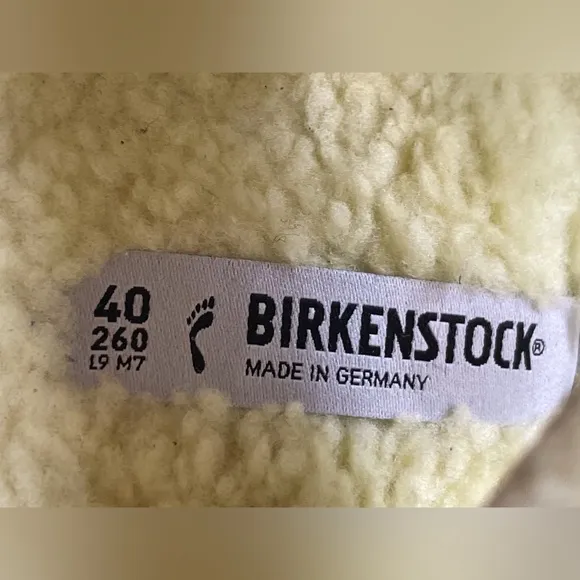 40
260
L9 M7
BIRKENSTOCK®
MADE IN GERMANY